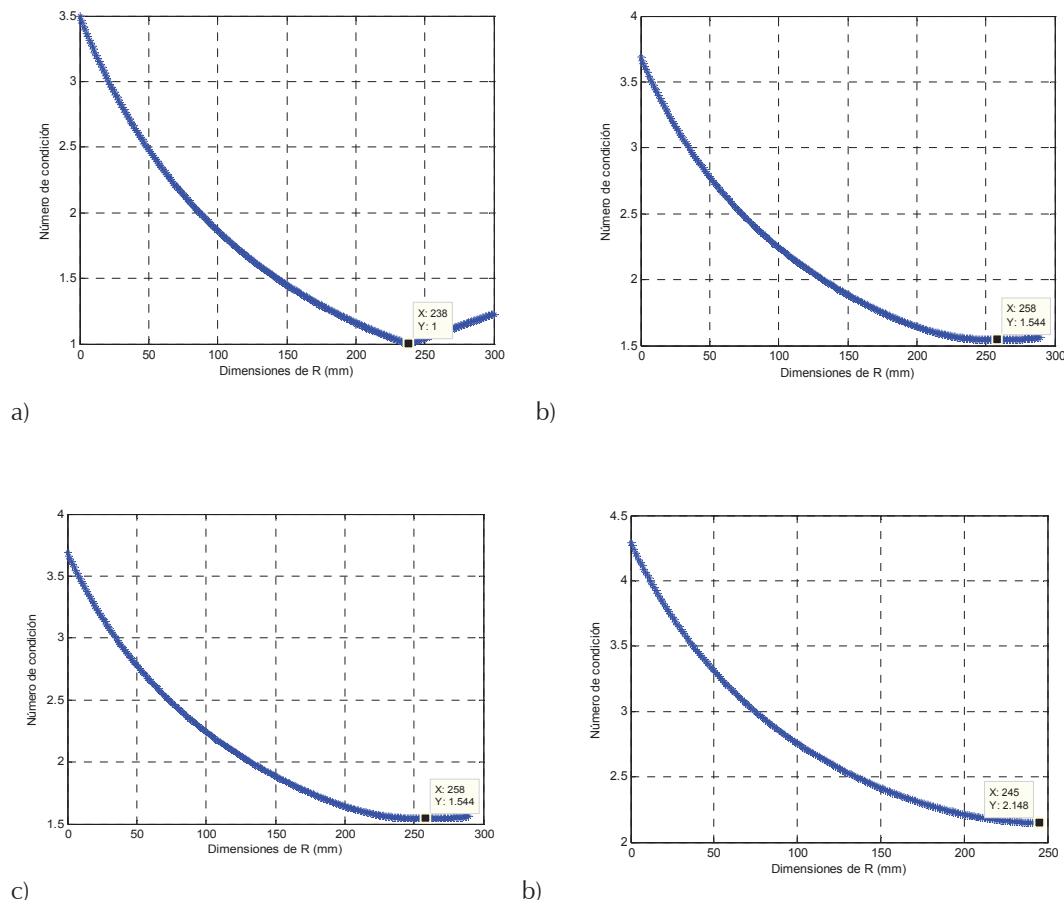 3.5
3
2.5
2
1.5
1
0 50 100 150 200 250 300
Número de condición
Dimensiones de R (mm)
X: 238
Y: 1
a)
4
3.5
3
2.5
2
1.5
0 50 100 150 200 250 300
Número de condición
Dimensiones de R (mm)
X: 258
Y: 1.544
b)
4
3.5
3
2.5
2
1.5
0 50 100 150 200 250 300
Número de condición
Dimensiones de R (mm)
X: 258
Y: 1.544
c)
4.5
4
3.5
3
2.5
2
0 50 100 150 200 250
Número de condición
Dimensiones de R (mm)
X: 245
Y: 2.148
b)